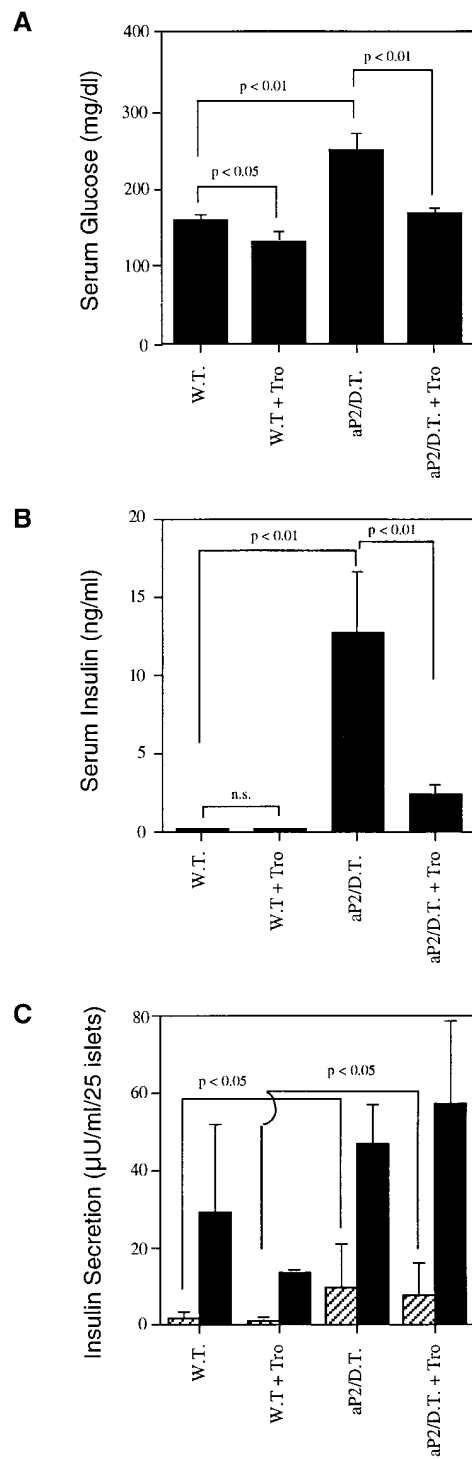 A
Serum Glucose (mg/dl)
400
300
200
100
0
p < 0.01
p < 0.01
p < 0.05
W.T.
W.T + Tro
aP2/D.T.
aP2/D.T. + Tro
B
Serum Insulin (ng/ml)
20
15
10
5
0
p < 0.01
p < 0.01
n.s.
W.T.
W.T + Tro
aP2/D.T.
aP2/D.T. + Tro
C
Insulin Secretion (µU/ml/25 islets)
80
60
40
20
0
p < 0.05
p < 0.05
W.T.
W.T + Tro
aP2/D.T.
aP2/D.T. + Tro